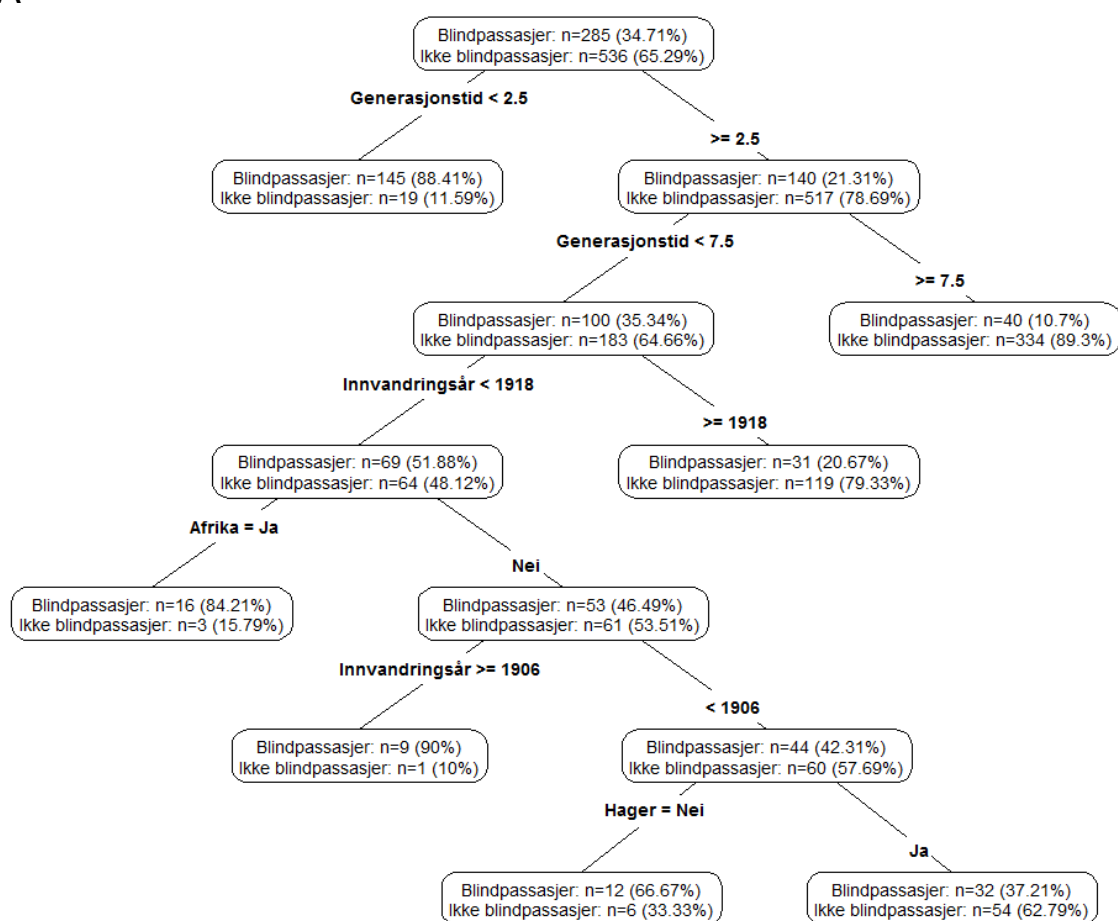 Blindpassasjer: n=285 (34.71%)
Ikke blindpassasjer: n=536 (65.29%)
Generasjonstid < 2.5
>= 2.5
Blindpassasjer: n=145 (88.41%)
Ikke blindpassasjer: n=19 (11.59%)
Blindpassasjer: n=140 (21.31%)
Ikke blindpassasjer: n=517 (78.69%)
Generasjonstid < 7.5
>= 7.5
Blindpassasjer: n=100 (35.34%)
Ikke blindpassasjer: n=183 (64.66%)
Blindpassasjer: n=40 (10.7%)
Ikke blindpassasjer: n=334 (89.3%)
Innvandringsår < 1918
>= 1918
Blindpassasjer: n=69 (51.88%)
Ikke blindpassasjer: n=64 (48.12%)
Blindpassasjer: n=31 (20.67%)
Ikke blindpassasjer: n=119 (79.33%)
Afrika = Ja
Nei
Blindpassasjer: n=16 (84.21%)
Ikke blindpassasjer: n=3 (15.79%)
Blindpassasjer: n=53 (46.49%)
Ikke blindpassasjer: n=61 (53.51%)
Innvandringsår >= 1906
< 1906
Blindpassasjer: n=9 (90%)
Ikke blindpassasjer: n=1 (10%)
Blindpassasjer: n=44 (42.31%)
Ikke blindpassasjer: n=60 (57.69%)
Hager = Nei
Ja
Blindpassasjer: n=12 (66.67%)
Ikke blindpassasjer: n=6 (33.33%)
Blindpassasjer: n=32 (37.21%)
Ikke blindpassasjer: n=54 (62.79%)